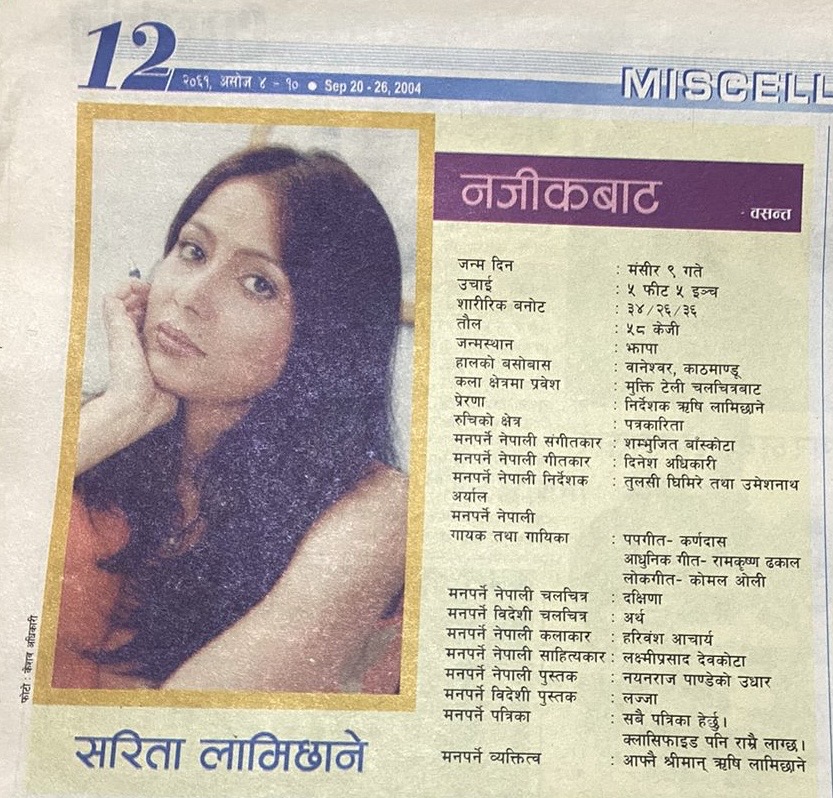 12
२०६१, असोज ४ - १० ● Sep 20 - 26, 2004
MISCELL
नजीकबाट
- वसन्त
जन्म दिन : मंसीर ९ गते
उचाई : ५ फीट ५ इञ्च
शारीरिक बनोट : ३४/२६/३६
तौल : ५८ केजी
जन्मस्थान : झापा
हालको बसोबास : वानेश्वर, काठमाण्डू
कला क्षेत्रमा प्रवेश : मुक्ति टेली चलचित्रबाट
प्रेरणा : निर्देशक ऋषि लामिछाने
रुचिको क्षेत्र : पत्रकारिता
मनपर्ने नेपाली संगीतकार : शम्भुजित बाँस्कोटा
मनपर्ने नेपाली गीतकार : दिनेश अधिकारी
मनपर्ने नेपाली निर्देशक : तुलसी घिमिरे तथा उमेशनाथ
अर्याल
मनपर्ने नेपाली
गायक तथा गायिका : पपगीत- कर्णदास
आधुनिक गीत- रामकृष्ण ढकाल
लोकगीत- कोमल ओली
मनपर्ने नेपाली चलचित्र : दक्षिणा
मनपर्ने विदेशी चलचित्र : अर्थ
मनपर्ने नेपाली कलाकार : हरिवंश आचार्य
मनपर्ने नेपाली साहित्यकार : लक्ष्मीप्रसाद देवकोटा
मनपर्ने नेपाली पुस्तक : नयनराज पाण्डेको उधार
मनपर्ने विदेशी पुस्तक : लज्जा
मनपर्ने पत्रिका : सबै पत्रिका हेर्छु।
क्लासिफाइड पनि राम्रै लाग्छ।
मनपर्ने व्यक्तित्व : आफ्नै श्रीमान् ऋषि लामिछाने
फोटो : केशव अधिकारी
सरिता लामिछाने